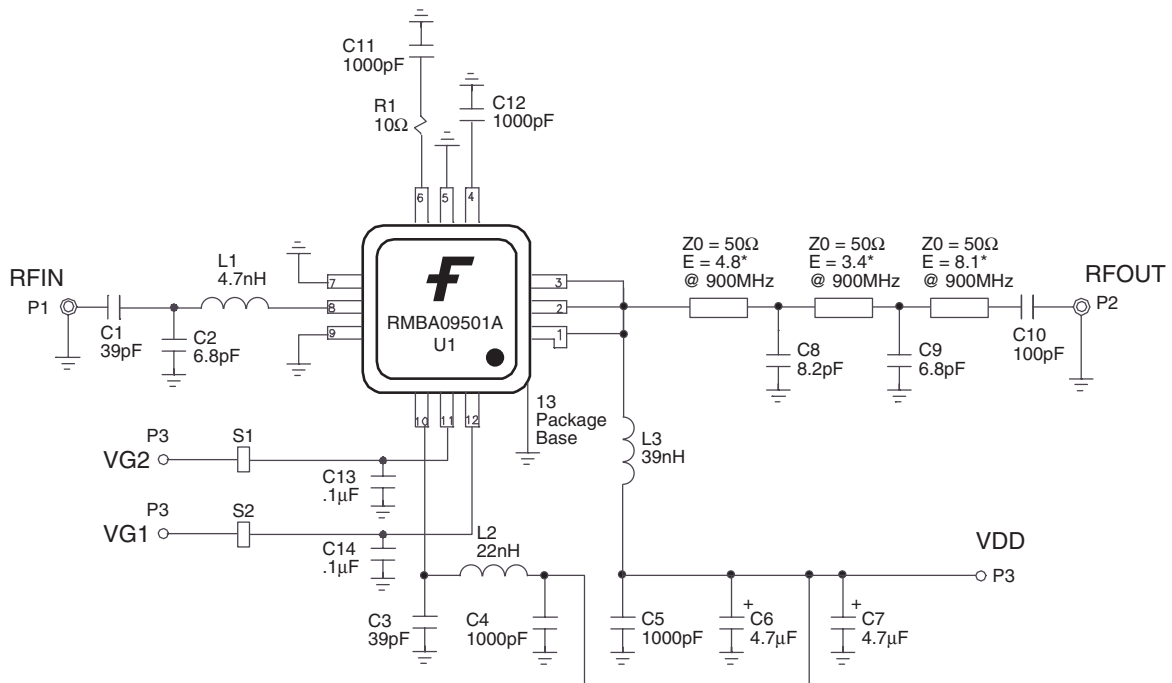 C11
1000pF
R1
10Ω
C12
1000pF
6
5
4
RFIN
P1
C1
39pF
C2
6.8pF
L1
4.7nH
7
8
9
RMBA09501A
U1
3
2
1
Z0 = 50Ω
E = 4.8*
@ 900MHz
Z0 = 50Ω
E = 3.4*
@ 900MHz
Z0 = 50Ω
E = 8.1*
@ 900MHz
RFOUT
P2
C8
8.2pF
C9
6.8pF
C10
100pF
10
11
12
13
Package
Base
L3
39nH
P3
VG2
S1
C13
.1µF
P3
VG1
S2
C14
.1µF
L2
22nH
VDD
P3
C3
39pF
C4
1000pF
C5
1000pF
+
C6
4.7µF
+
C7
4.7µF